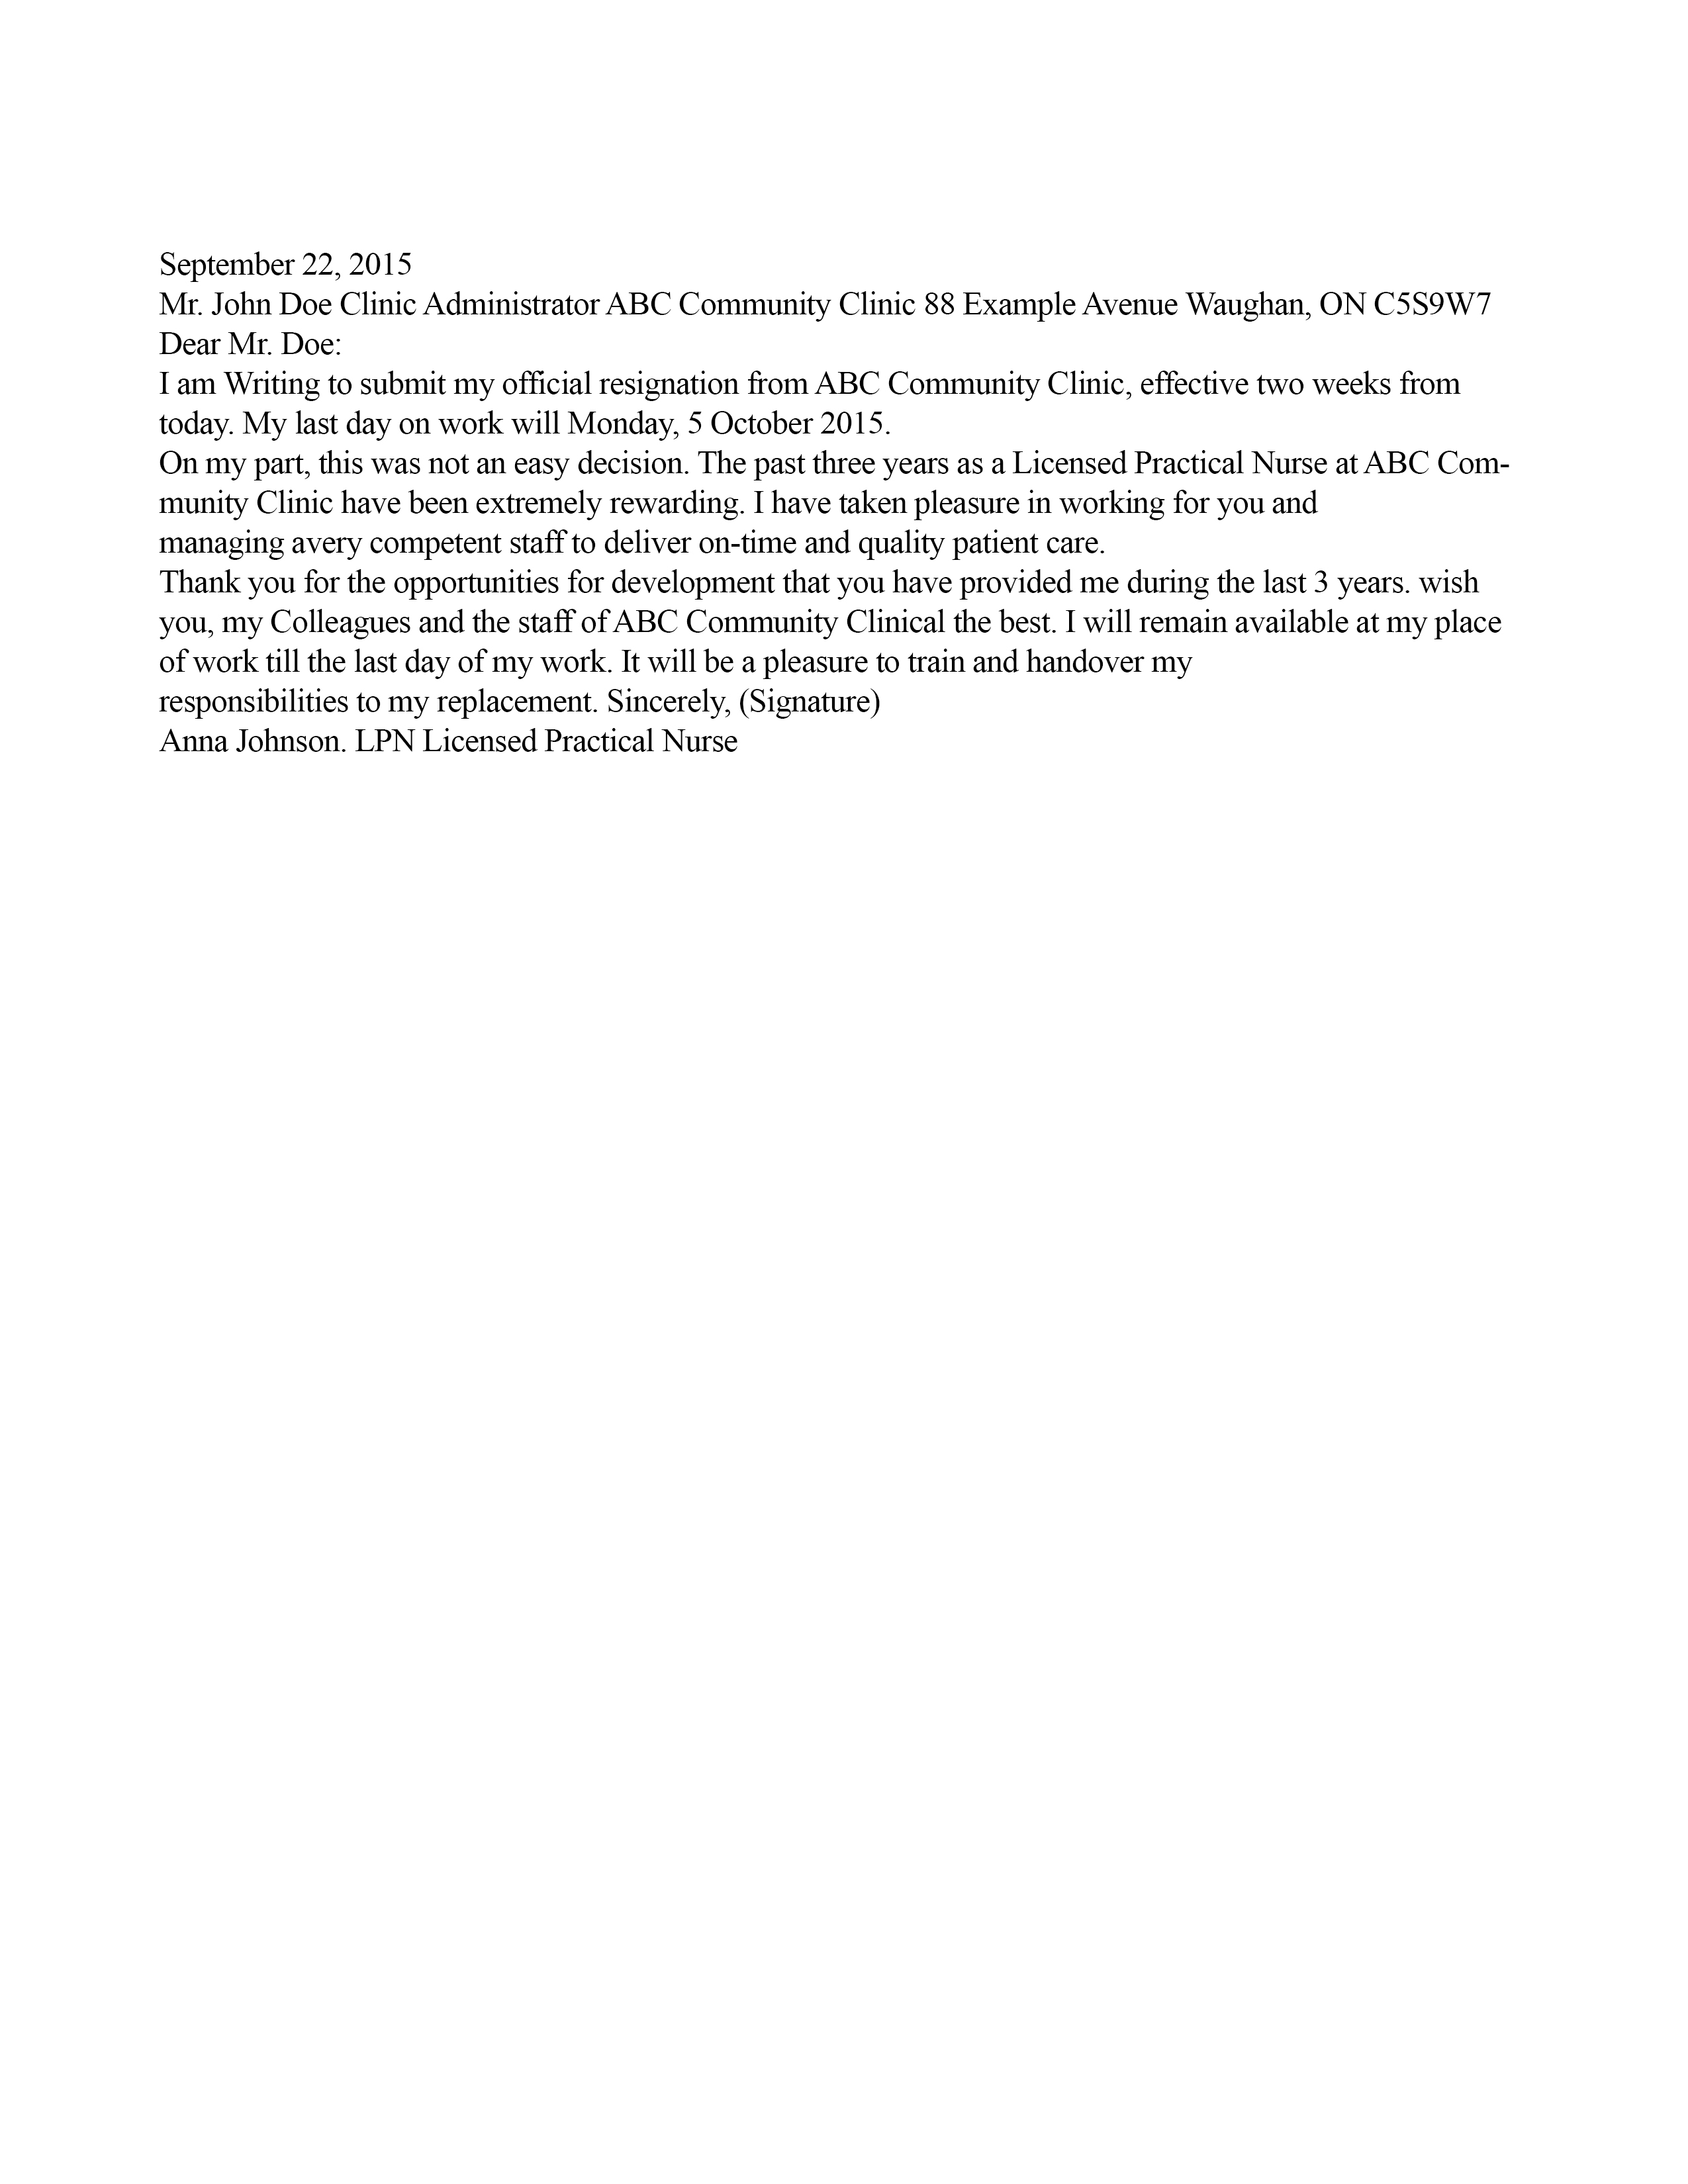 September 22, 2015
Mr. John Doe Clinic Administrator ABC Community Clinic 88 Example Avenue Waughan, ON C5S9W7
Dear Mr. Doe:
I am Writing to submit my official resignation from ABC Community Clinic, effective two weeks from
today. My last day on work will Monday, 5 October 2015.
On my part, this was not an easy decision. The past three years as a Licensed Practical Nurse at ABC Com-
munity Clinic have been extremely rewarding. I have taken pleasure in working for you and
managing avery competent staff to deliver on-time and quality patient care.
Thank you for the opportunities for development that you have provided me during the last 3 years. wish
you, my Colleagues and the staff of ABC Community Clinical the best. I will remain available at my place
of work till the last day of my work. It will be a pleasure to train and handover my
responsibilities to my replacement. Sincerely, (Signature)
Anna Johnson. LPN Licensed Practical Nurse